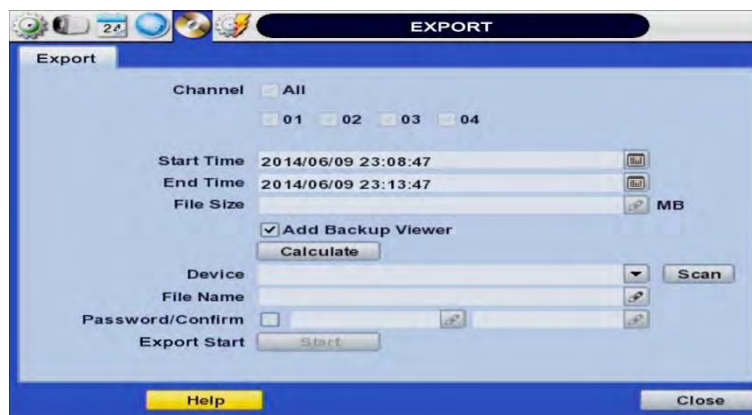 24
EXPORT
Export
Channel All
01 02 03 04
Start Time 2014/06/09 23:08:47
End Time 2014/06/09 23:13:47
File Size MB
Add Backup Viewer
Calculate
Device Scan
File Name
Password/Confirm
Export Start Start
Help Close